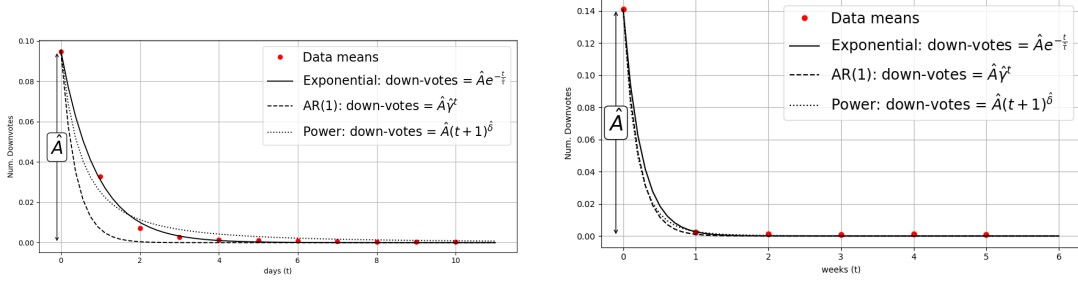 0.10
0.08
0.06
0.04
0.02
0.00
Num. Downvotes
Â
Data means
Exponential: down-votes = Âe^{-\frac{t}{\hat{τ}}}
AR(1): down-votes = Âγ̂^t
Power: down-votes = Â(t + 1)^{δ̂}
0 2 4 6 8 10
days (t)
0.14
0.12
0.10
0.08
0.06
0.04
0.02
0.00
Num. Downvotes
Â
Data means
Exponential: down-votes = Âe^{-\frac{t}{\hat{τ}}}
AR(1): down-votes = Âγ̂^t
Power: down-votes = Â(t + 1)^{δ̂}
0 1 2 3 4 5 6
weeks (t)